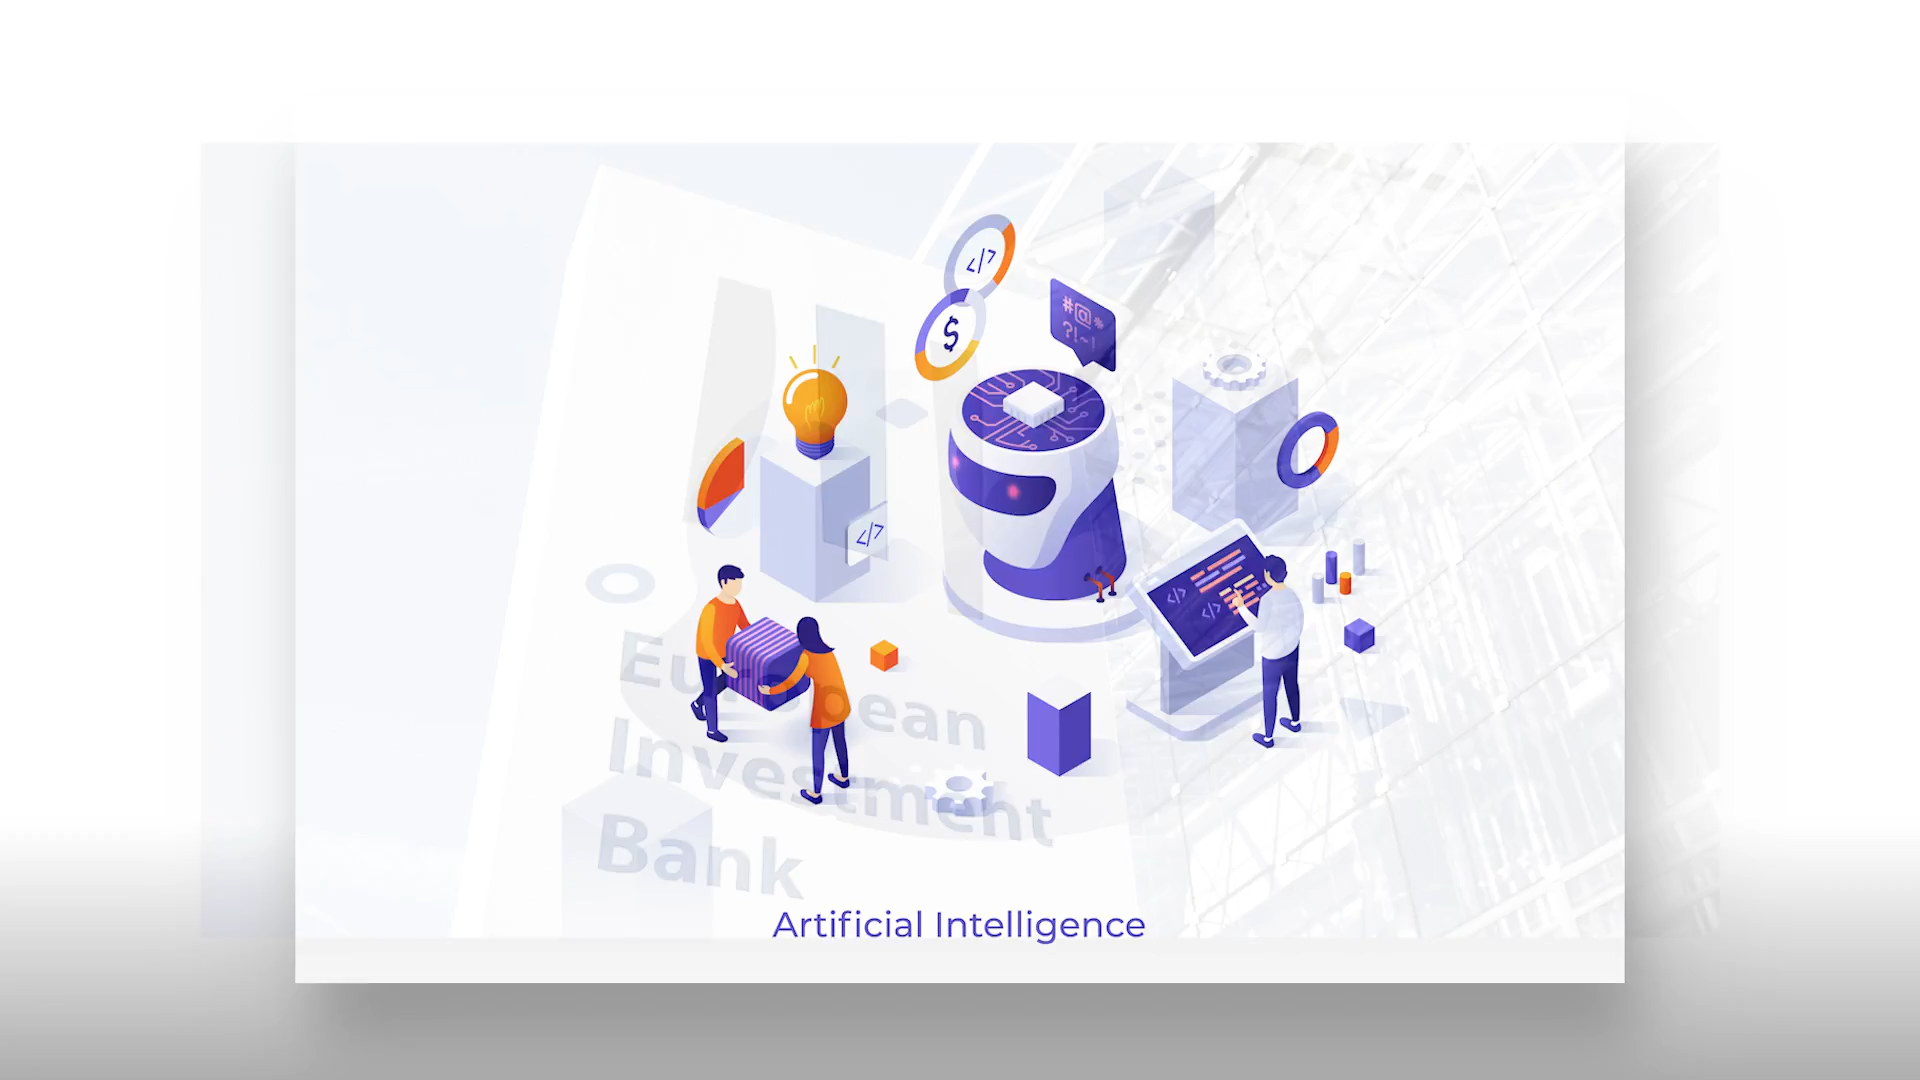 </>
$
#@*
?!~!
</>
</>
</>
European
Investment
Bank
Artificial Intelligence